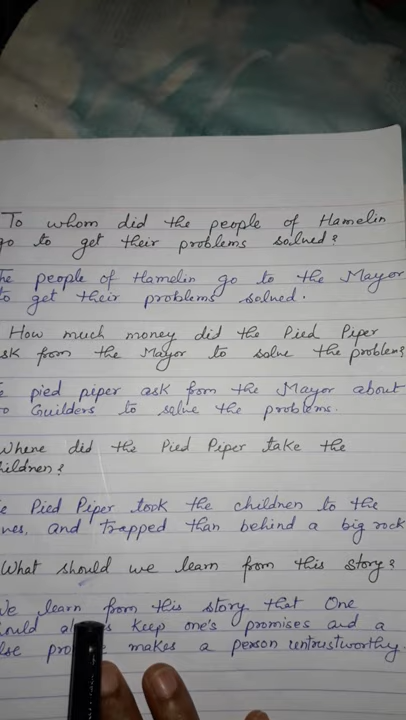 To whom did the people of Hamelin
go to get their problems solved?
The people of Hamelin go to the Mayor
to get their problems solved.
How much money did the Pied Piper
ask from the Mayor to solve the problem?
pied piper ask from the Mayor about
Guilders to solve the problems.
Where did the Pied Piper take the
children?
Pied Piper took the children to the
and trapped than behind a big rock
What should we learn from this story?
We learn from this story that One
keep one's promises and a
makes a person untrustworthy.